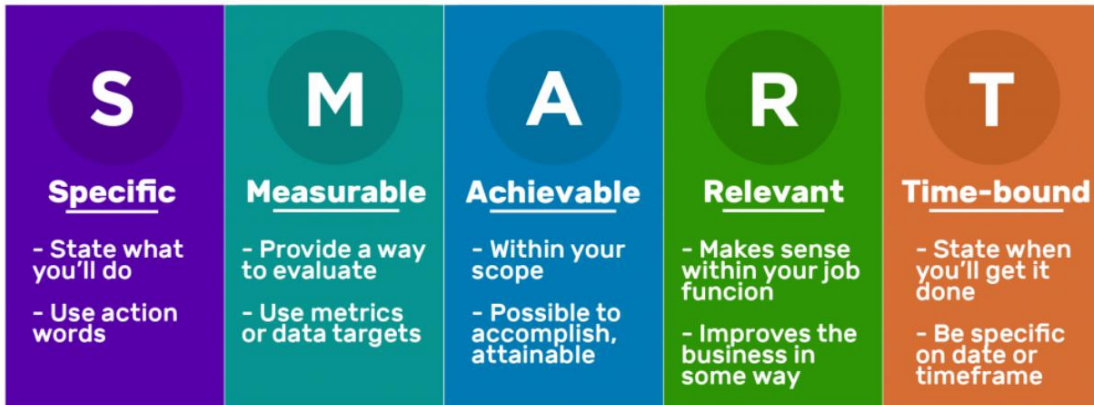 S
Specific
- State what
you'll do
- Use action
words
M
Measurable
- Provide a way
to evaluate
- Use metrics
or data targets
A
Achievable
- Within your
scope
- Possible to
accomplish,
attainable
R
Relevant
- Makes sense
within your job
funcion
- Improves the
business in
some way
T
Time-bound
- State when
you'll get it
done
- Be specific
on date or
timeframe